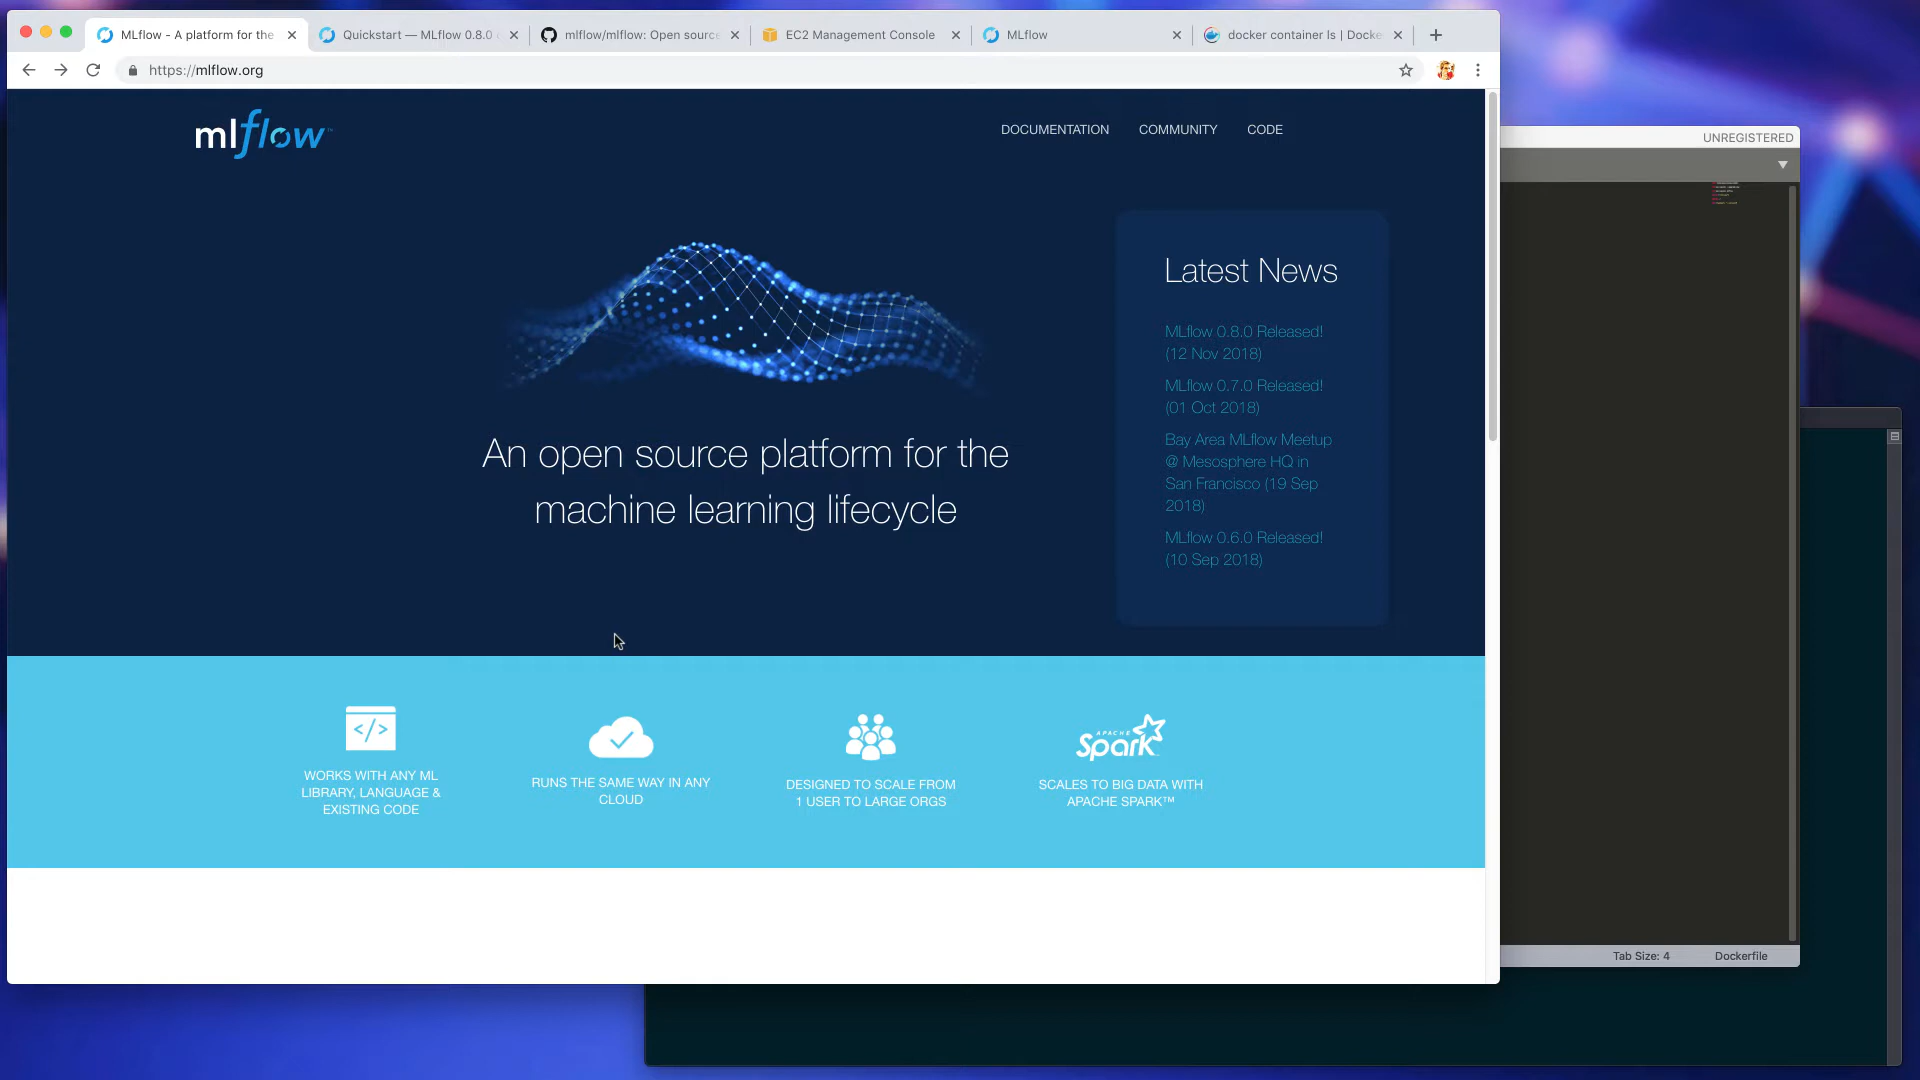 MLflow - A platform for the
Quickstart — MLflow 0.8.0
mlflow/mlflow: Open source
EC2 Management Console
MLflow
docker container ls | Docke
https://mlflow.org
mlflow
DOCUMENTATION
COMMUNITY
CODE
UNREGISTERED
Latest News
MLflow 0.8.0 Released!
(12 Nov 2018)
MLflow 0.7.0 Released!
(01 Oct 2018)
Bay Area MLflow Meetup
@ Mesosphere HQ in
San Francisco (19 Sep
2018)
MLflow 0.6.0 Released!
(10 Sep 2018)
An open source platform for the
machine learning lifecycle
</>
WORKS WITH ANY ML
LIBRARY, LANGUAGE &
EXISTING CODE
RUNS THE SAME WAY IN ANY
CLOUD
DESIGNED TO SCALE FROM
1 USER TO LARGE ORGS
APACHE
Spark
SCALES TO BIG DATA WITH
APACHE SPARK™
Tab Size: 4
Dockerfile